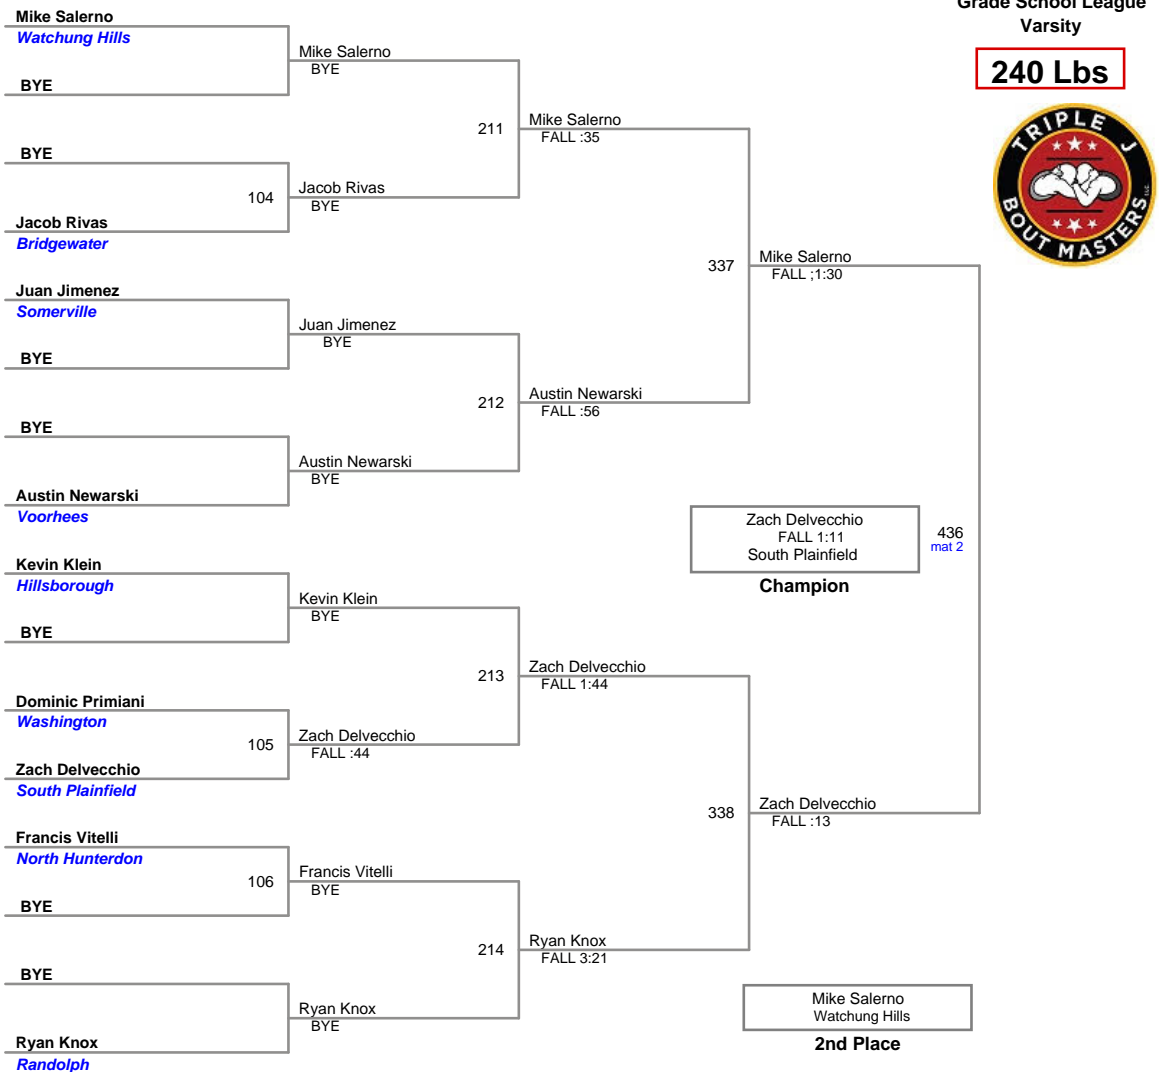 Grade School League
Varsity
240 Lbs
TRIPLE J
BOUT MASTERS LLC
Mike Salerno
Watchung Hills
BYE
Mike Salerno
BYE
BYE
104
Jacob Rivas
Bridgewater
Jacob Rivas
BYE
211
Mike Salerno
FALL :35
Juan Jimenez
Somerville
BYE
Juan Jimenez
BYE
BYE
Austin Newarski
Voorhees
Austin Newarski
BYE
212
Austin Newarski
FALL :56
337
Mike Salerno
FALL ;1:30
Zach Delvecchio
FALL 1:11
South Plainfield
Champion
436
mat 2
Kevin Klein
Hillsborough
BYE
Kevin Klein
BYE
Dominic Primiani
Washington
105
Zach Delvecchio
South Plainfield
Zach Delvecchio
FALL :44
213
Zach Delvecchio
FALL 1:44
Francis Vitelli
North Hunterdon
106
BYE
Francis Vitelli
BYE
BYE
Ryan Knox
Randolph
Ryan Knox
BYE
214
Ryan Knox
FALL 3:21
338
Zach Delvecchio
FALL :13
Mike Salerno
Watchung Hills
2nd Place